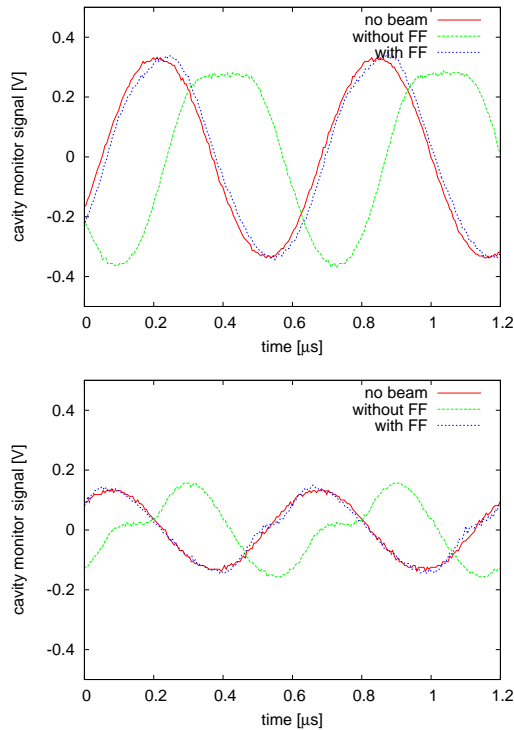 cavity monitor signal [V]
0.4
0.2
0
-0.2
-0.4
no beam
without FF
with FF
0 0.2 0.4 0.6 0.8 1 1.2
time [μs]
cavity monitor signal [V]
0.4
0.2
0
-0.2
-0.4
no beam
without FF
with FF
0 0.2 0.4 0.6 0.8 1 1.2
time [μs]